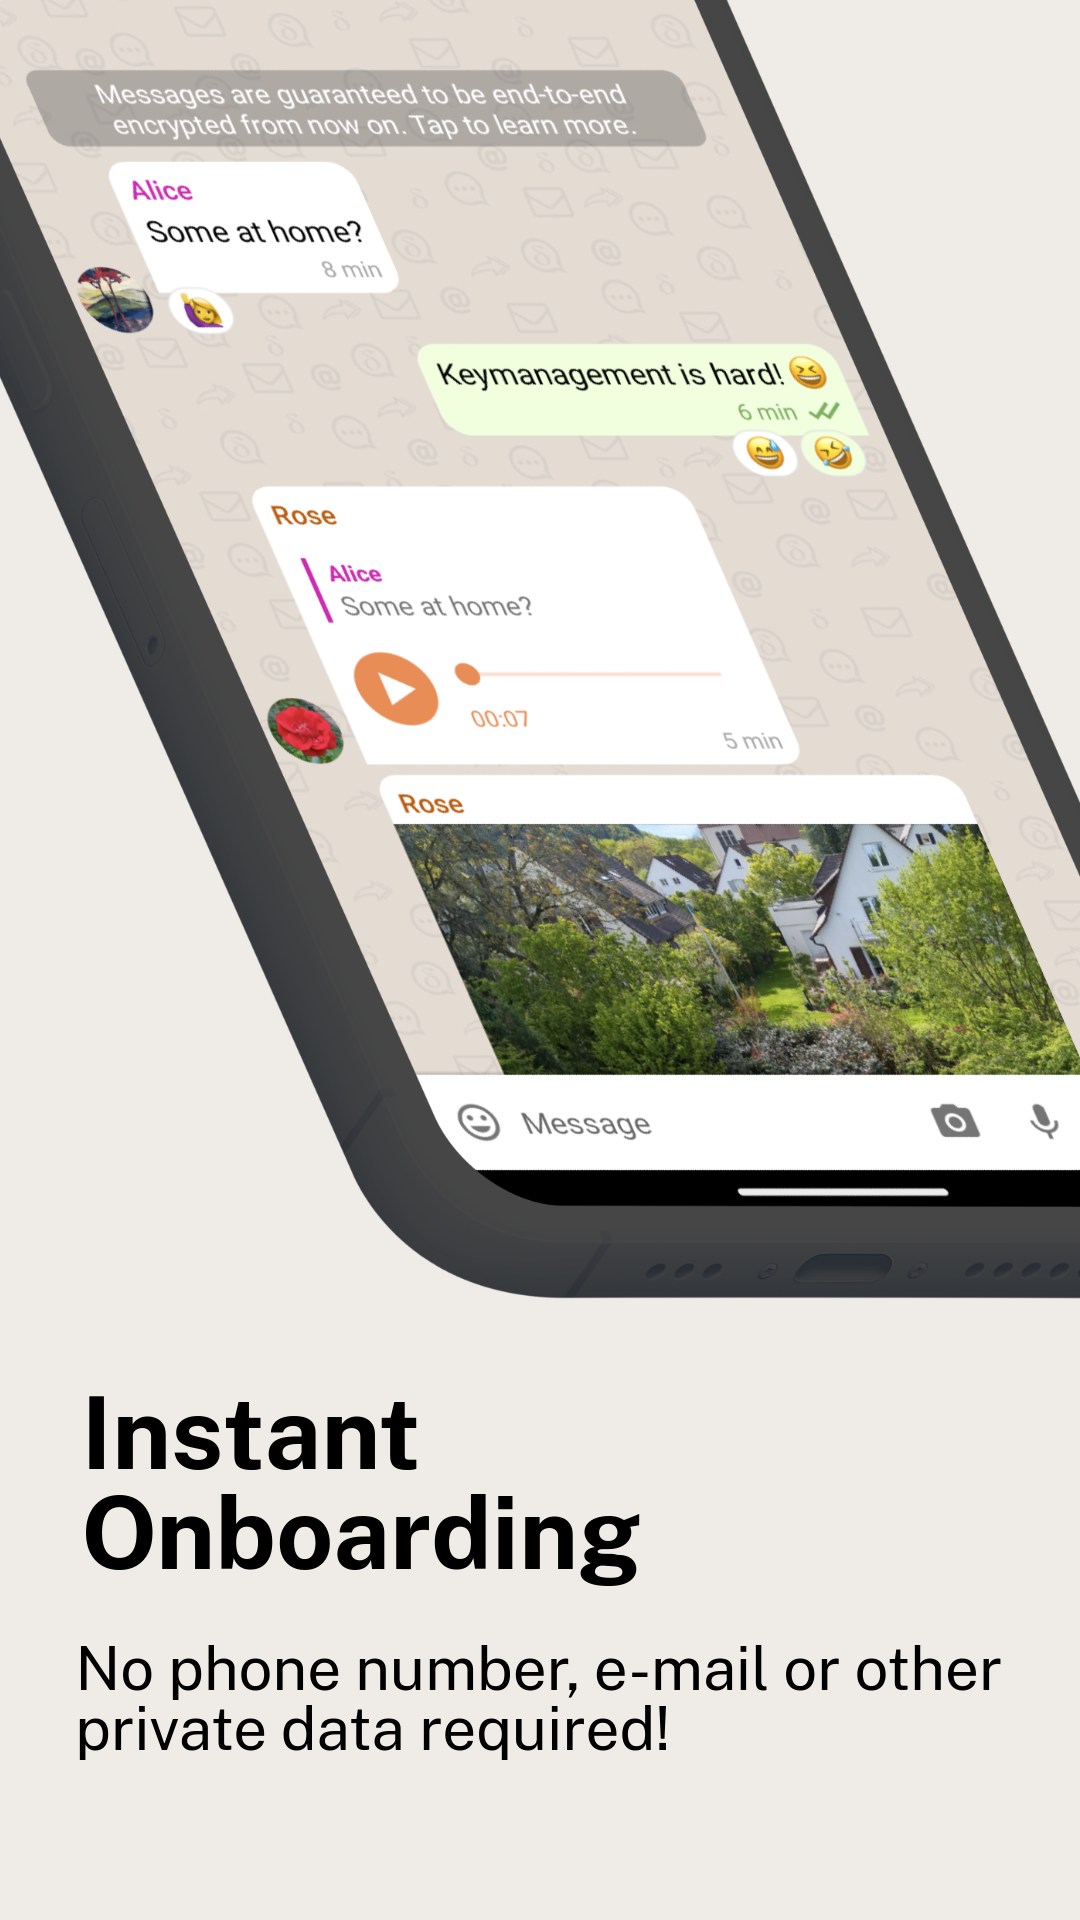 Messages are guaranteed to be end-to-end
encrypted from now on. Tap to learn more.
Alice
Some at home?
8 min
Keymanagement is hard! 😆
6 min
Rose
Alice
Some at home?
00:07
5 min
Rose
Message
Instant
Onboarding
No phone number, e-mail or other
private data required!